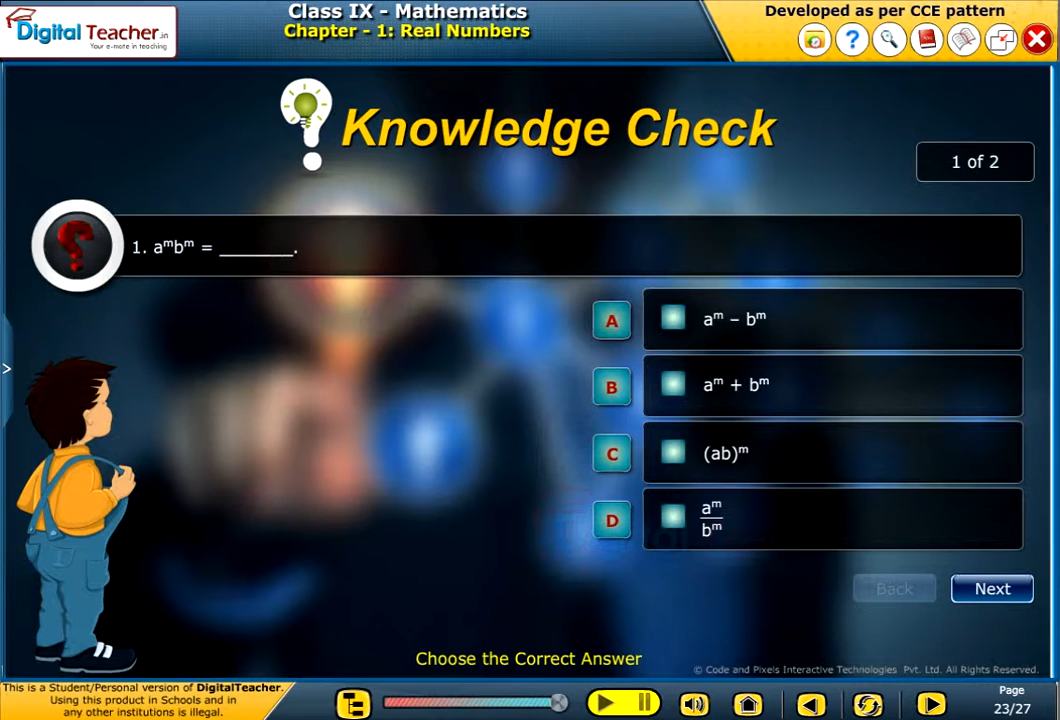 Digital Teacher.in
Your e-mate in teaching
Class IX - Mathematics
Chapter - 1: Real Numbers
Developed as per CCE pattern
Knowledge Check
1 of 2
1. aᵐbᵐ = _______.
A aᵐ – bᵐ
B aᵐ + bᵐ
C (ab)ᵐ
D aᵐ
bᵐ
Back
Next
Choose the Correct Answer
© Code and Pixels Interactive Technologies Pvt. Ltd. All Rights Reserved.
This is a Student/Personal version of DigitalTeacher.
Using this product in Schools and in
any other institutions is illegal.
Page
23/27